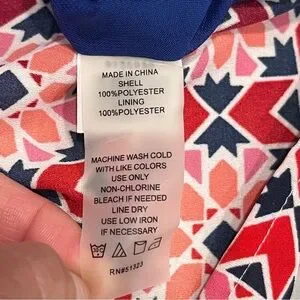 MADE IN CHINA
SHELL
100%POLYESTER
LINING
100%POLYESTER
MACHINE WASH COLD
WITH LIKE COLORS
USE ONLY
NON-CHLORINE
BLEACH IF NEEDED
LINE DRY
USE LOW IRON
IF NECESSARY
RN#51323